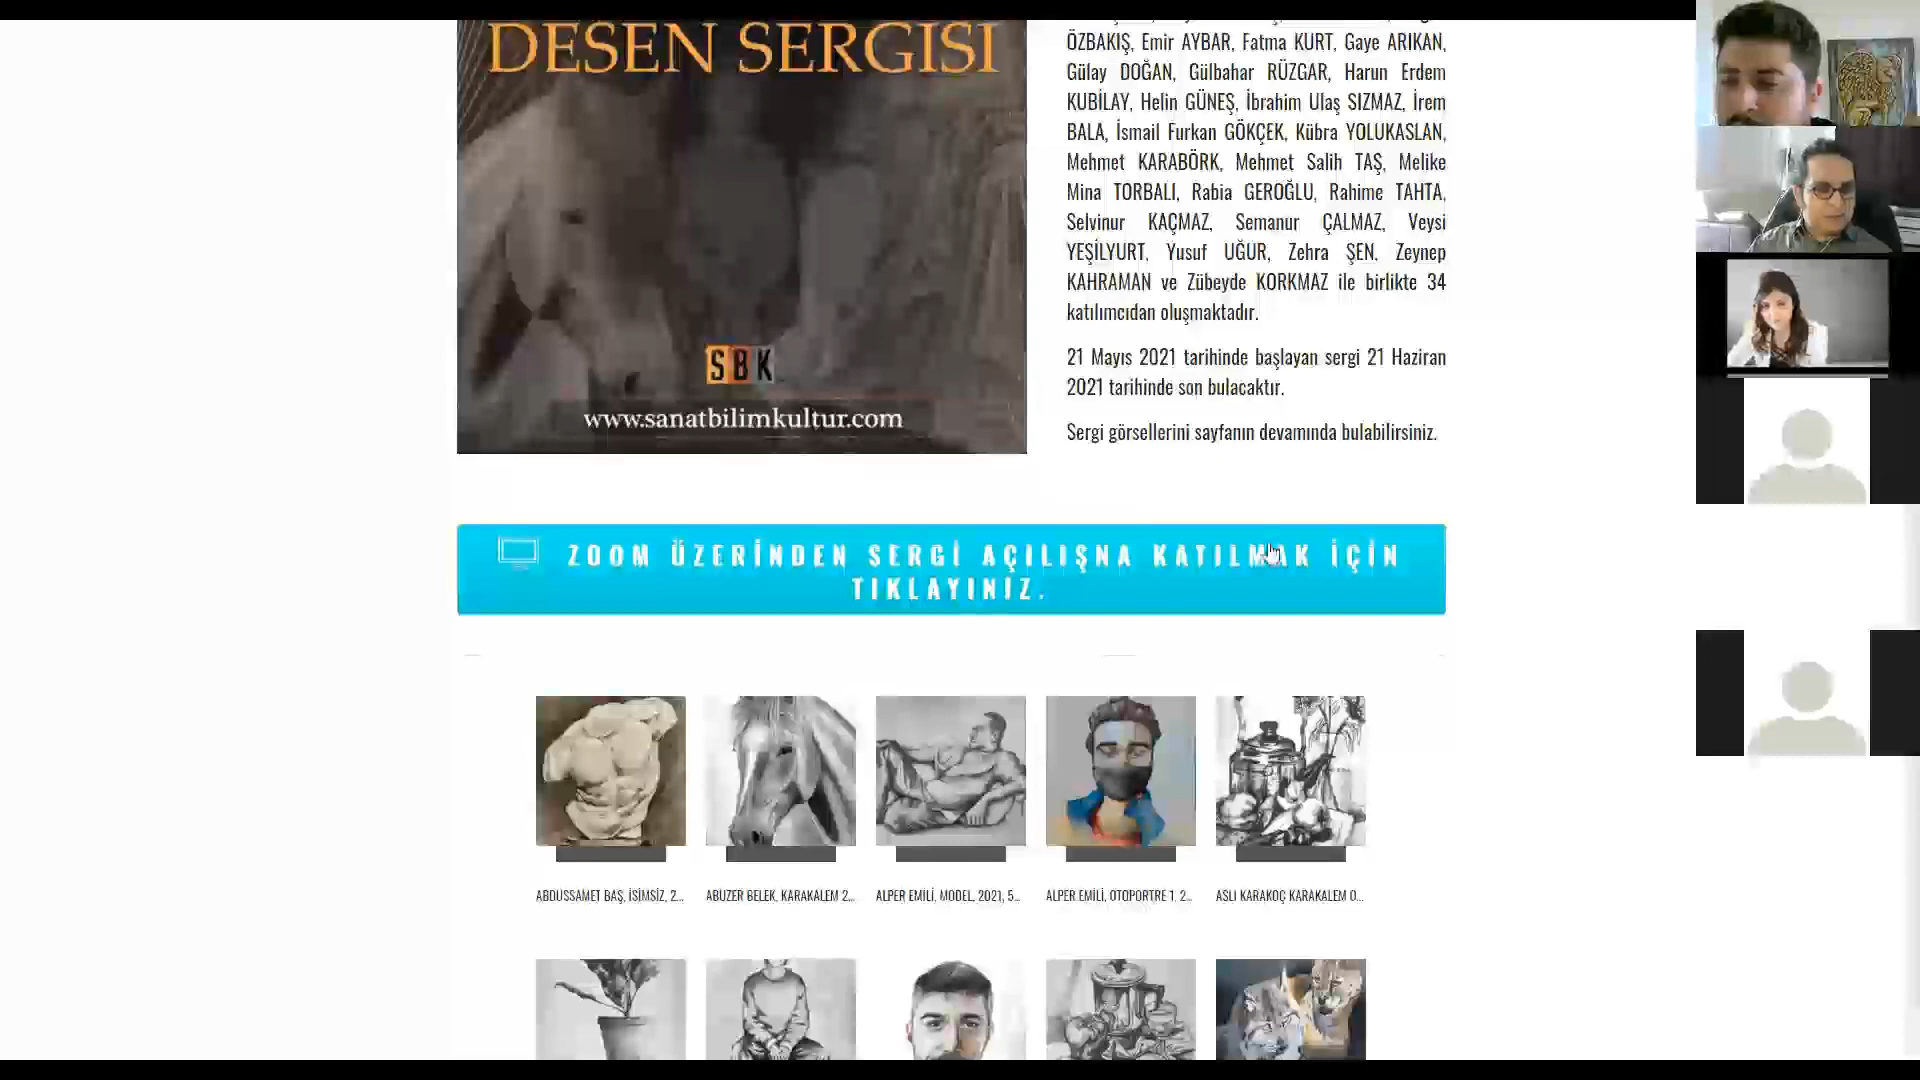 DESEN SERGİSİ
SBK
www.sanatbilimkultur.com
ÖZBAKIŞ, Emir AYBAR, Fatma KURT, Gaye ARIKAN,
Gülay DOĞAN, Gülbahar RÜZGAR, Harun Erdem
KUBİLAY, Helin GÜNEŞ, İbrahim Ulaş SIZMAZ, İrem
BALA, İsmail Furkan GÖKÇEK, Kübra YOLUKASLAN,
Mehmet KARABÖRK, Mehmet Salih TAŞ, Melike
Mina TORBALI, Rabia GEROĞLU, Rahime TAHTA,
Selvinur KAÇMAZ, Semanur ÇALMAZ, Veysi
YEŞİLYURT, Yusuf UĞUR, Zehra ŞEN, Zeynep
KAHRAMAN ve Zübeyde KORKMAZ ile birlikte 34
katılımcıdan oluşmaktadır.
21 Mayıs 2021 tarihinde başlayan sergi 21 Haziran
2021 tarihinde son bulacaktır.
Sergi görsellerini sayfanın devamında bulabilirsiniz.
ZOOM ÜZERİNDEN SERGİ AÇILIŞNA KATILMAK İÇİN
TIKLAYINIZ.
ABDUSSAMET BAŞ, İSİMSİZ, 2...
ABUZER BELEK, KARAKALEM 2...
ALPER EMİLİ, MODEL, 2021, 5...
ALPER EMİLİ, OTOPORTRE 1, 2...
ASLI KARAKOÇ KARAKALEM O...